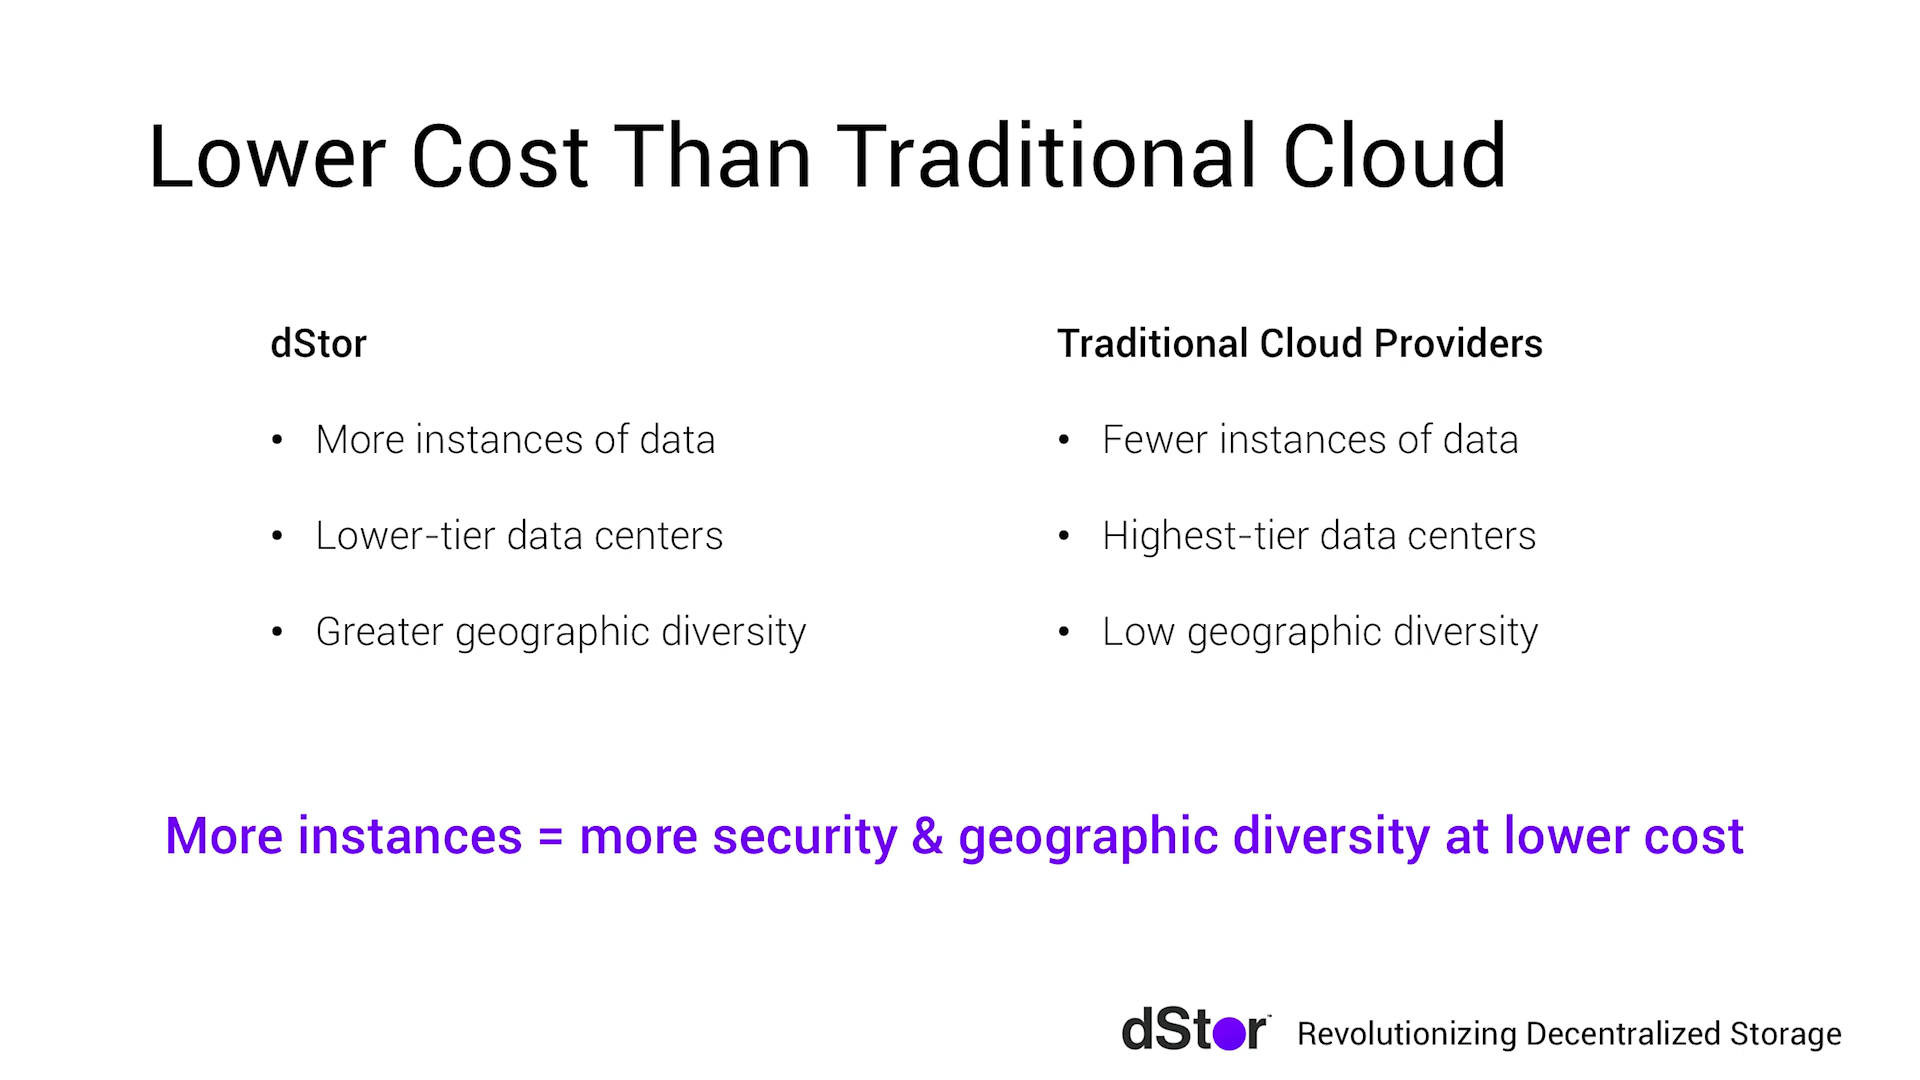 Lower Cost Than Traditional Cloud
dStor
• More instances of data
• Lower-tier data centers
• Greater geographic diversity
Traditional Cloud Providers
• Fewer instances of data
• Highest-tier data centers
• Low geographic diversity
More instances = more security & geographic diversity at lower cost
dStor™ Revolutionizing Decentralized Storage